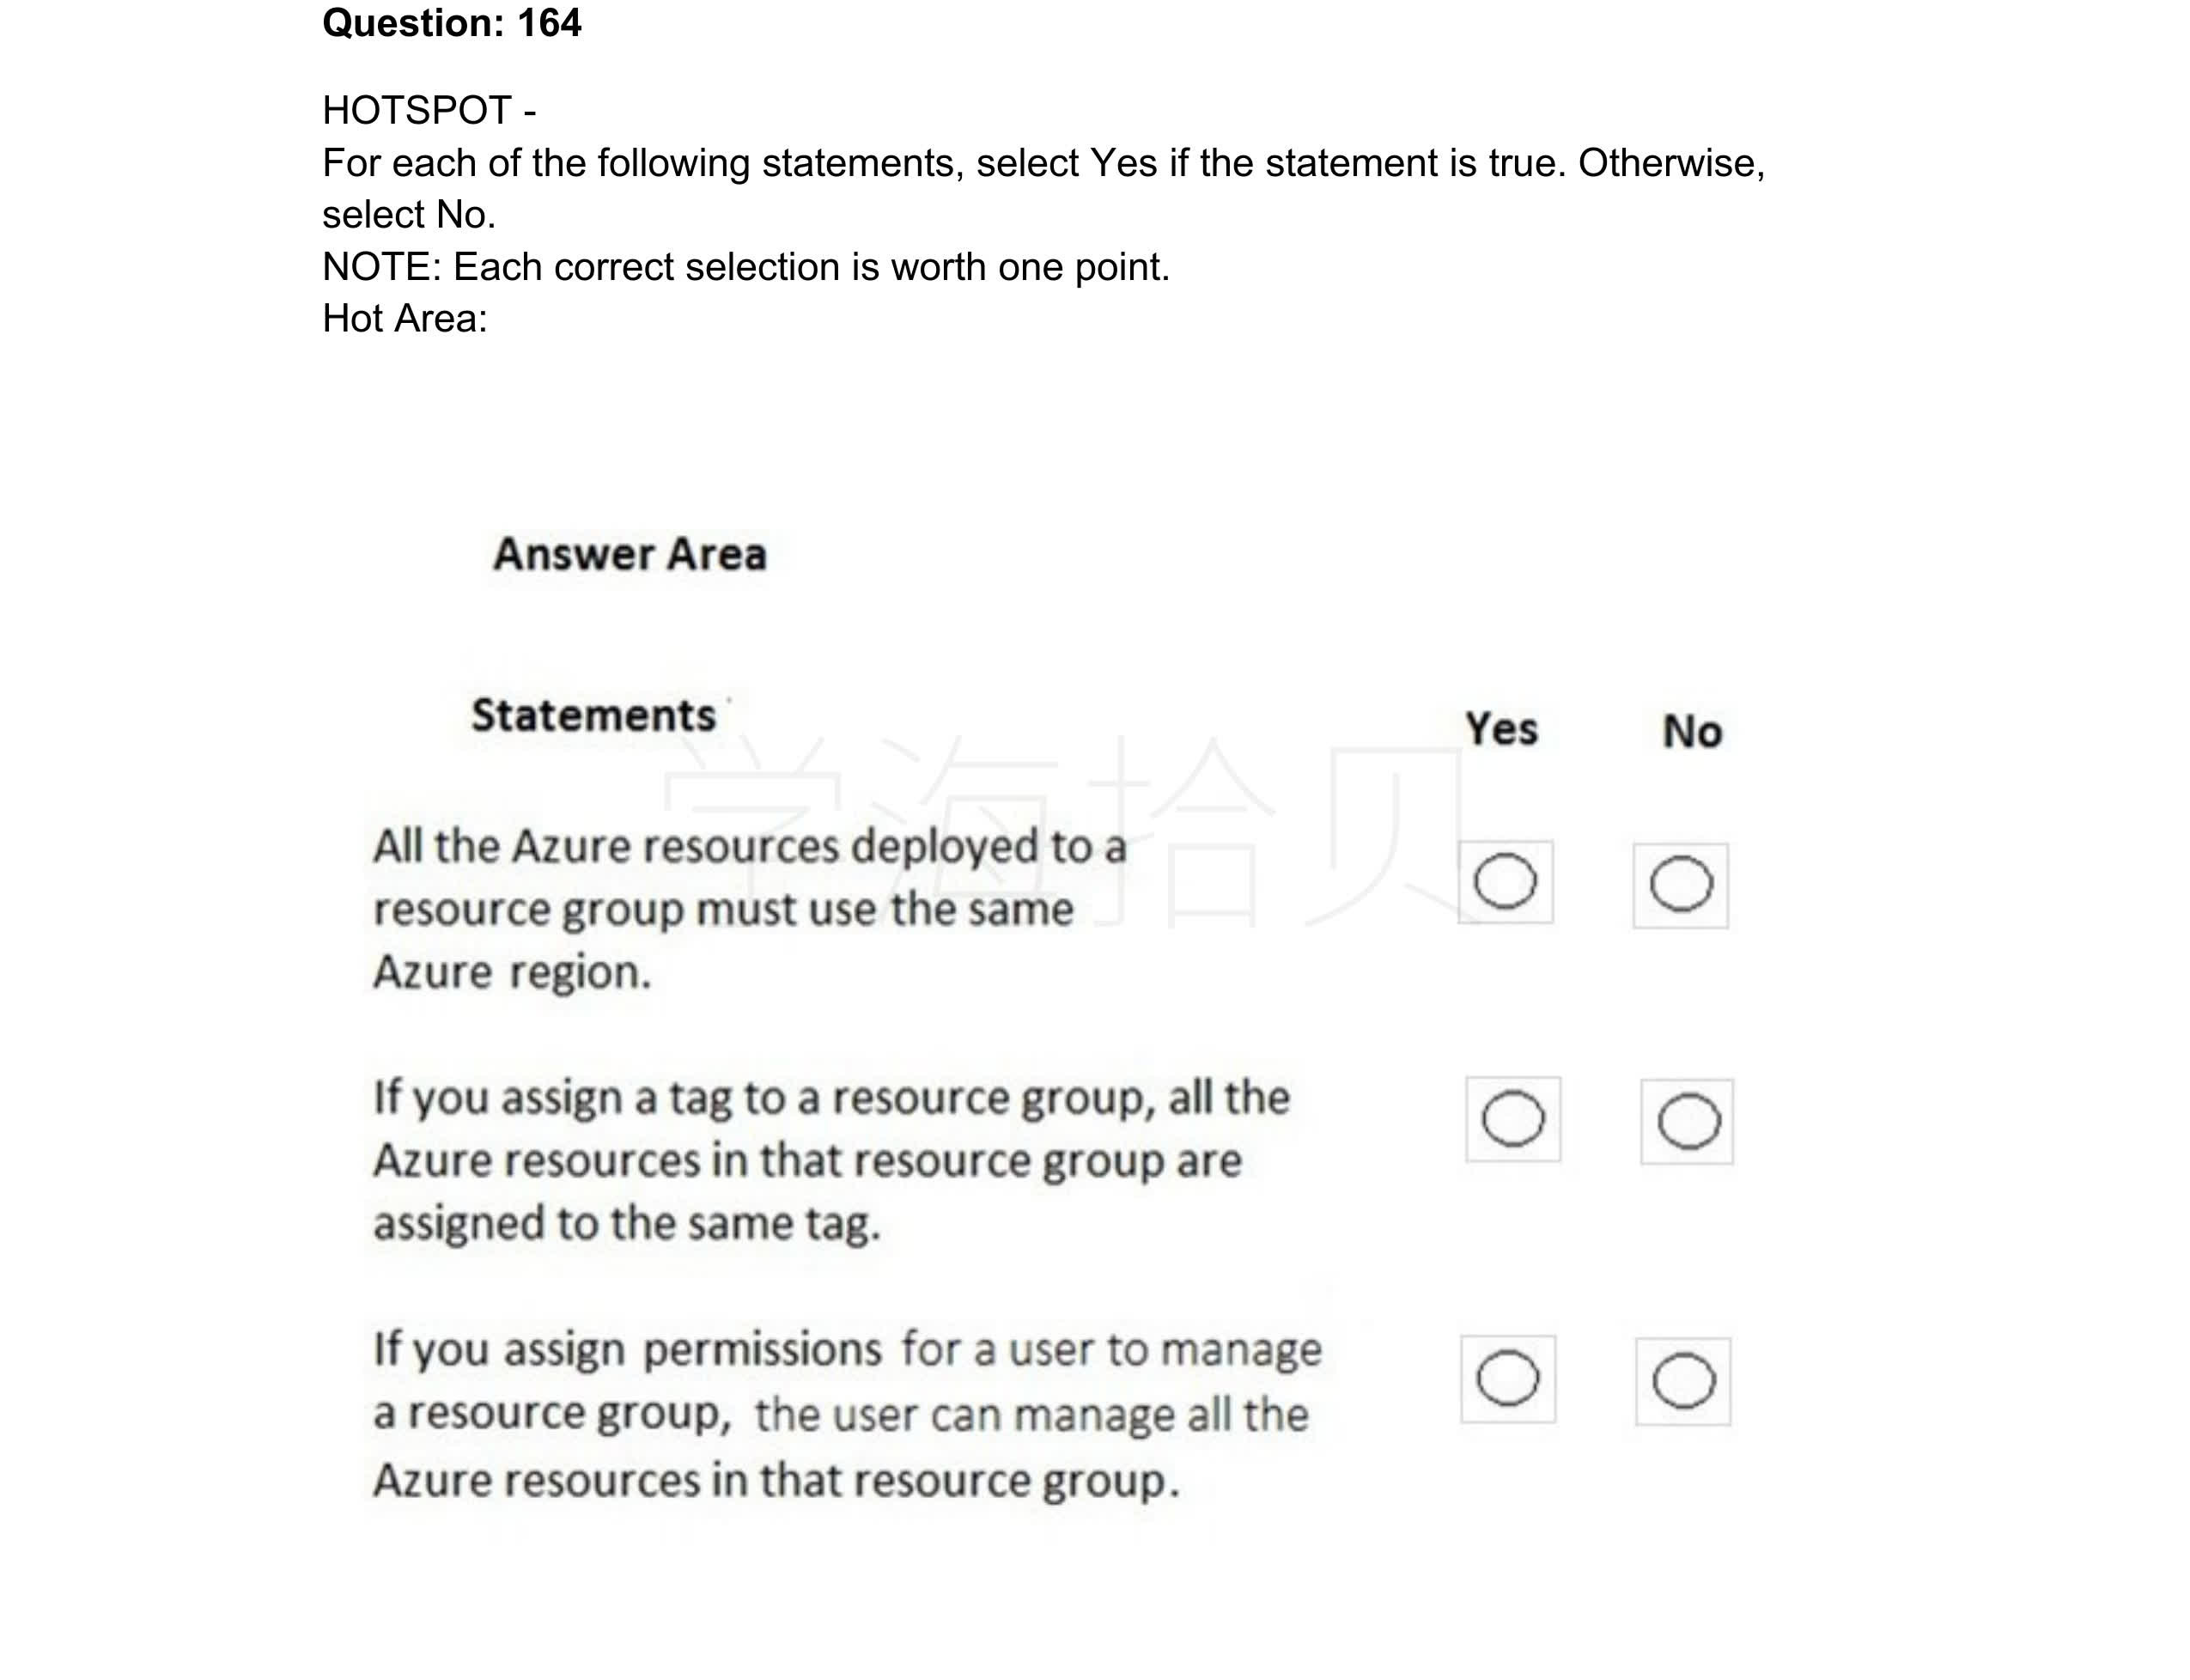 Question: 164
HOTSPOT -
For each of the following statements, select Yes if the statement is true. Otherwise,
select No.
NOTE: Each correct selection is worth one point.
Hot Area:
Answer Area
Statements
Yes No
学海拾贝
All the Azure resources deployed to a
resource group must use the same
Azure region.
If you assign a tag to a resource group, all the
Azure resources in that resource group are
assigned to the same tag.
If you assign permissions for a user to manage
a resource group, the user can manage all the
Azure resources in that resource group.